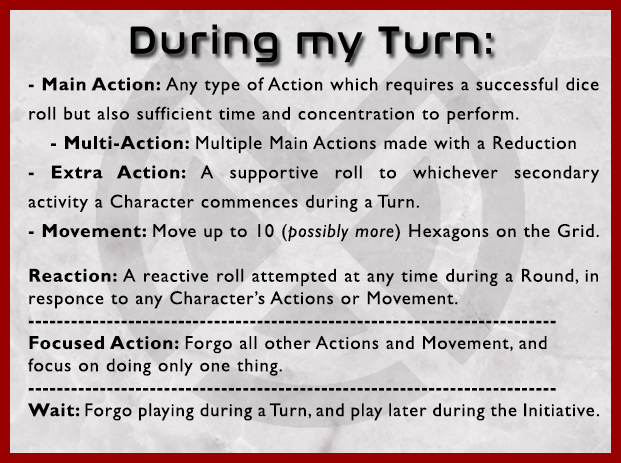 During my Turn:
- Main Action: Any type of Action which requires a successful dice
roll but also sufficient time and concentration to perform.
- Multi-Action: Multiple Main Actions made with a Reduction
- Extra Action: A supportive roll to whichever secondary
activity a Character commences during a Turn.
- Movement: Move up to 10 (possibly more) Hexagons on the Grid.
Reaction: A reactive roll attempted at any time during a Round, in
responce to any Character's Actions or Movement.
Focused Action: Forgo all other Actions and Movement, and
focus on doing only one thing.
Wait: Forgo playing during a Turn, and play later during the Initiative.